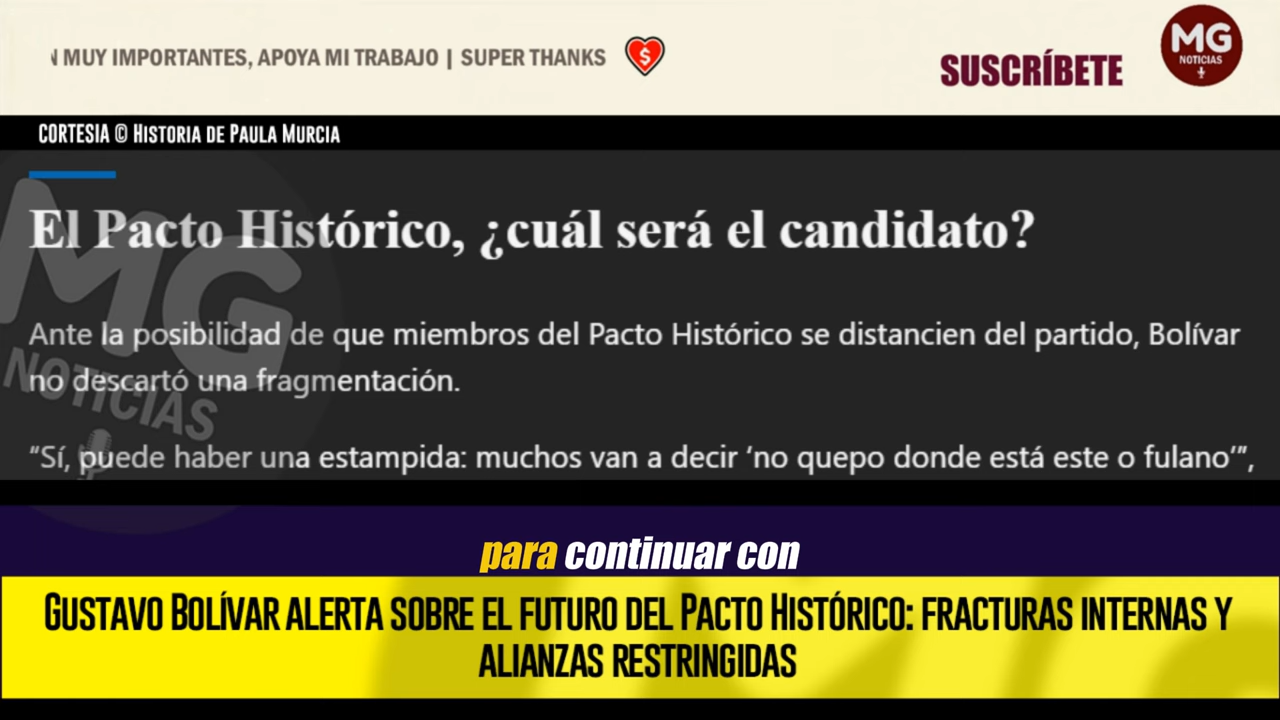 MUY IMPORTANTES, APOYA MI TRABAJO | SUPER THANKS
SUSCRÍBETE
MG
NOTICIAS
CORTESIA © HISTORIA DE PAULA MURCIA
El Pacto Histórico, ¿cuál será el candidato?
Ante la posibilidad de que miembros del Pacto Histórico se distancien del partido, Bolívar
no descartó una fragmentación.
“Sí, puede haber una estampida: muchos van a decir ‘no quepo donde está este o fulano’”,
MG
NOTICIAS
para continuar con
GUSTAVO BOLÍVAR ALERTA SOBRE EL FUTURO DEL PACTO HISTÓRICO: FRACTURAS INTERNAS Y
ALIANZAS RESTRINGIDAS